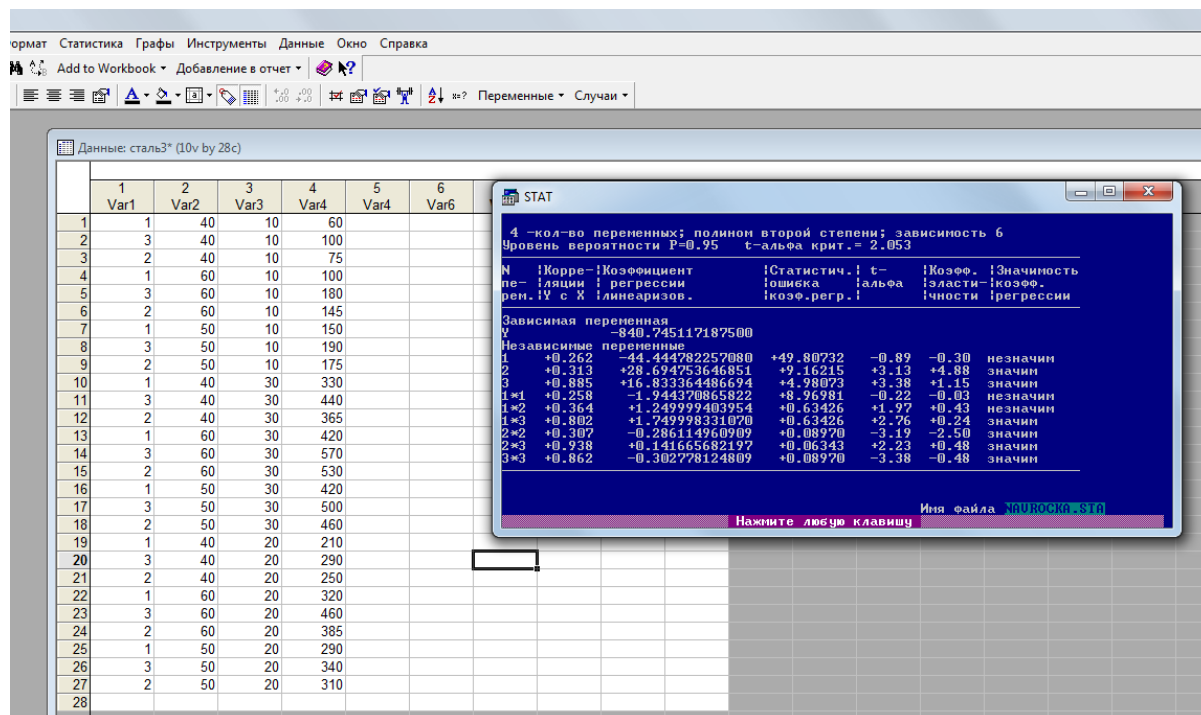 ормат Статистика Графы Инструменты Данные Окно Справка
Add to Workbook Добавление в отчет
Переменные Случаи
Данные: сталь3* (10v by 28c)
1 2 3 4 5 6
Var1 Var2 Var3 Var4 Var4 Var6
1 1 40 10 60
2 3 40 10 100
3 2 40 10 75
4 1 60 10 100
5 3 60 10 180
6 2 60 10 145
7 1 50 10 150
8 3 50 10 190
9 2 50 10 175
10 1 40 30 330
11 3 40 30 440
12 2 40 30 365
13 1 60 30 420
14 3 60 30 570
15 2 60 30 530
16 1 50 30 420
17 3 50 30 500
18 2 50 30 460
19 1 40 20 210
20 3 40 20 290
21 2 40 20 250
22 1 60 20 320
23 3 60 20 460
24 2 60 20 385
25 1 50 20 290
26 3 50 20 340
27 2 50 20 310
28
STAT
4 -кол-во переменных; полином второй степени; зависимость 6
Уровень вероятности P=0.95 t-альфа крит.= 2.053
N |Корре-|Коэффициент |Статистич.| t- |Коэфф. |Значимость
пе- |ляции | регрессии |ошибка |альфа |эласти-|коэфф.
рем.|Y с X |линеаризов. |коэф.регр.| |чности |регрессии
Зависимая переменная
Y -840.745117187500
Независимые переменные
1 +0.262 -44.444782257080 +49.80732 -0.89 -0.30 незначим
2 +0.313 +28.694753646851 +9.16215 +3.13 +4.88 значим
3 +0.885 +16.833364486694 +4.98073 +3.38 +1.15 значим
1*1 +0.258 -1.944370865822 +8.96981 -0.22 -0.03 незначим
1*2 +0.364 +1.249999403954 +0.63426 +1.97 +0.43 незначим
1*3 +0.802 +1.749998331070 +0.63426 +2.76 +0.24 значим
2*2 +0.307 -0.286114960909 +0.08970 -3.19 -2.50 значим
2*3 +0.938 +0.141665682197 +0.06343 +2.23 +0.48 значим
3*3 +0.862 -0.302778124809 +0.08970 -3.38 -0.48 значим
Имя файла NAUROCKA.STA
Нажмите любую клавишу